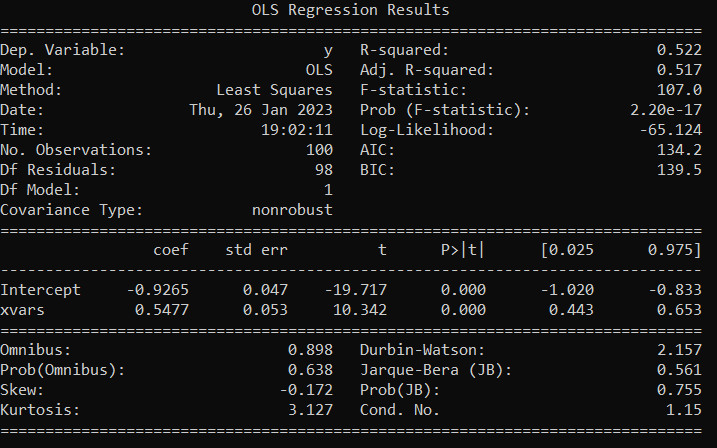 OLS Regression Results
==============================================================================
Dep. Variable:                      y   R-squared:                       0.522
Model:                            OLS   Adj. R-squared:                  0.517
Method:                 Least Squares   F-statistic:                     107.0
Date:                Thu, 26 Jan 2023   Prob (F-statistic):           2.20e-17
Time:                        19:02:11   Log-Likelihood:                -65.124
No. Observations:                 100   AIC:                             134.2
Df Residuals:                      98   BIC:                             139.5
Df Model:                           1
Covariance Type:            nonrobust
==============================================================================
                 coef    std err          t      P>|t|      [0.025      0.975]
------------------------------------------------------------------------------
Intercept     -0.9265      0.047    -19.717      0.000      -1.020      -0.833
xvars          0.5477      0.053     10.342      0.000       0.443       0.653
==============================================================================
Omnibus:                        0.898   Durbin-Watson:                   2.157
Prob(Omnibus):                  0.638   Jarque-Bera (JB):                0.561
Skew:                          -0.172   Prob(JB):                        0.755
Kurtosis:                       3.127   Cond. No.                         1.15
==============================================================================